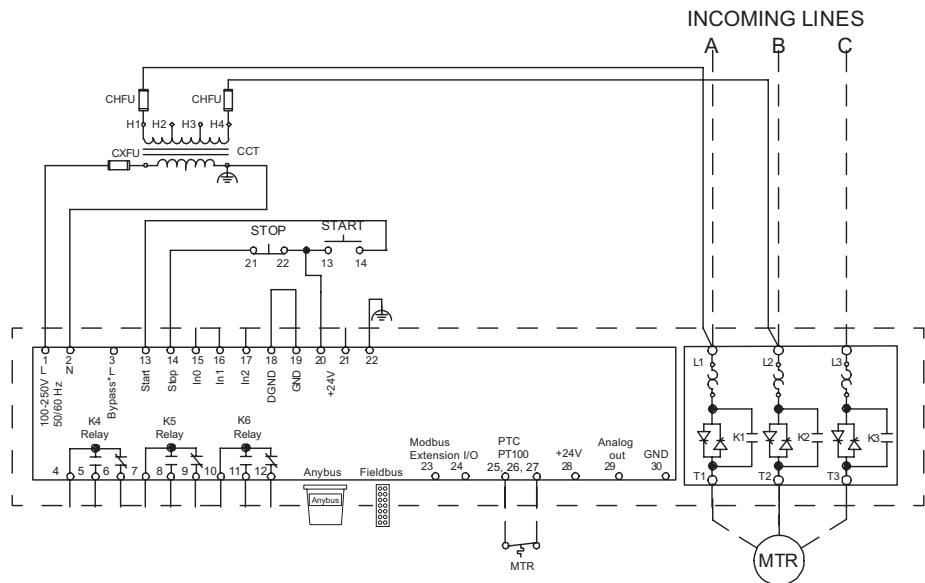 INCOMING LINES
A B C
CHFU CHFU
H1 H2 H3 H4
CXFU CCT
STOP START
21 22 13 14
1 2 3 13 14 15 16 17 18 19 20 21 22
L N Bypass*L Start Stop In0 In1 In2 DGND GND +24V
100-250V
50/60 Hz
L1 L2 L3
K4
Relay
K5
Relay
K6
Relay
K1 K2 K3
Modbus
Extension I/O
23 24
PTC
PT100
25, 26, 27
+24V
28
Analog
out
29
GND
30
4 5 6 7 8 9 10 11 12
Anybus Fieldbus
Anybus
T1 T2 T3
MTR
MTR